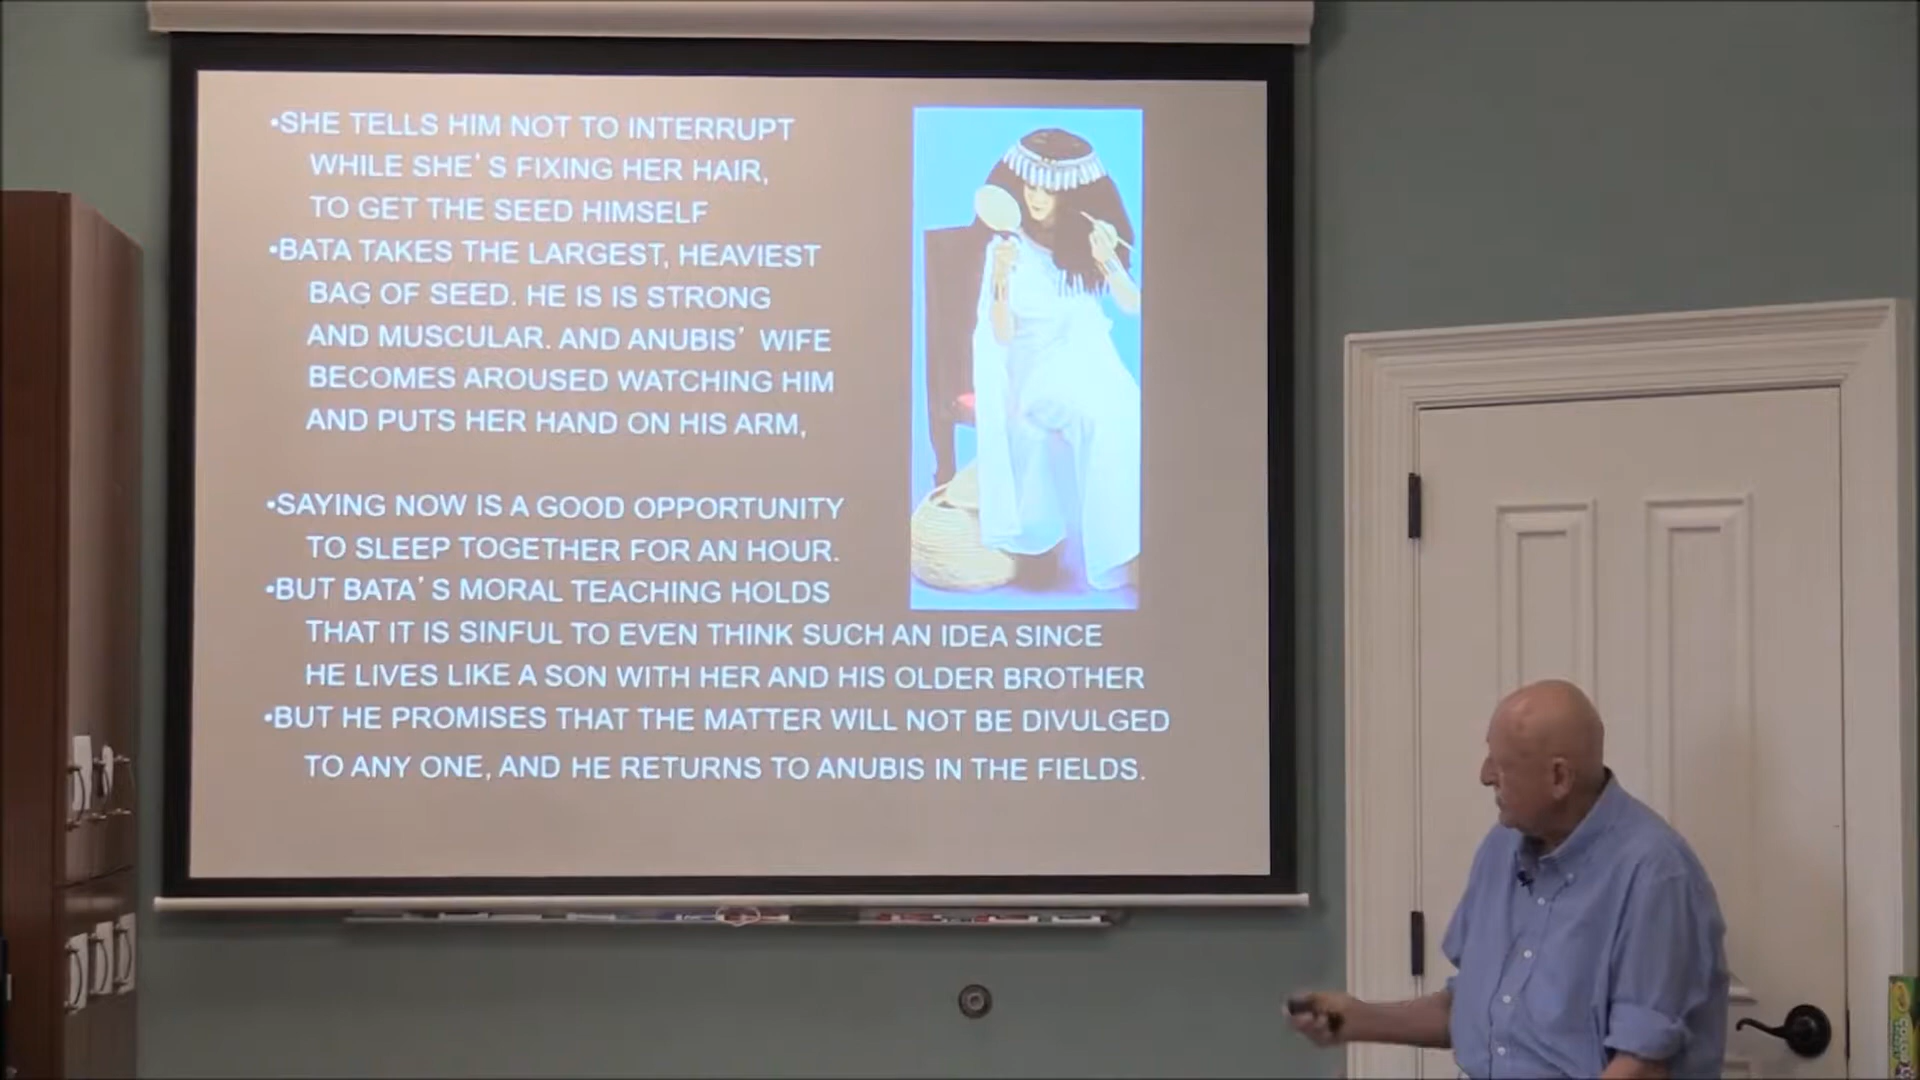 •SHE TELLS HIM NOT TO INTERRUPT
WHILE SHE'S FIXING HER HAIR,
TO GET THE SEED HIMSELF
•BATA TAKES THE LARGEST, HEAVIEST
BAG OF SEED. HE IS IS STRONG
AND MUSCULAR. AND ANUBIS' WIFE
BECOMES AROUSED WATCHING HIM
AND PUTS HER HAND ON HIS ARM,
•SAYING NOW IS A GOOD OPPORTUNITY
TO SLEEP TOGETHER FOR AN HOUR.
•BUT BATA'S MORAL TEACHING HOLDS
THAT IT IS SINFUL TO EVEN THINK SUCH AN IDEA SINCE
HE LIVES LIKE A SON WITH HER AND HIS OLDER BROTHER
•BUT HE PROMISES THAT THE MATTER WILL NOT BE DIVULGED
TO ANY ONE, AND HE RETURNS TO ANUBIS IN THE FIELDS.